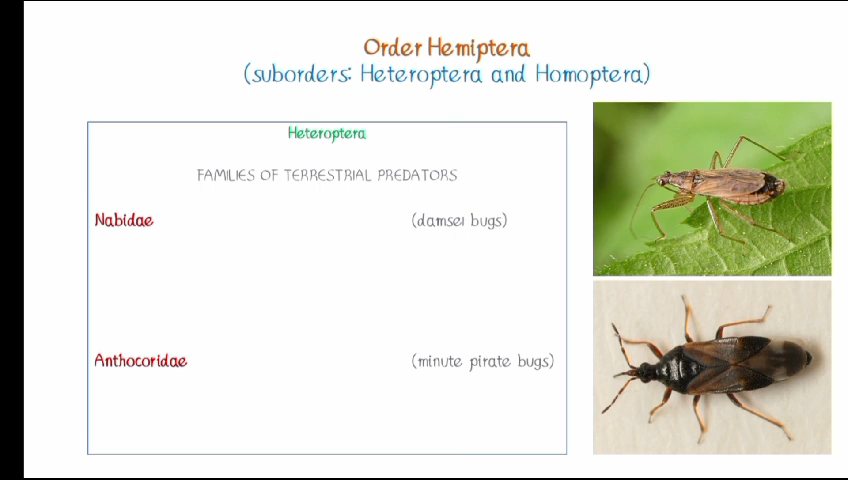 Order Hemiptera
(suborders: Heteroptera and Homoptera)
Heteroptera
FAMILIES OF TERRESTRIAL PREDATORS
Nabidae (damsel bugs)
Anthocoridae (minute pirate bugs)